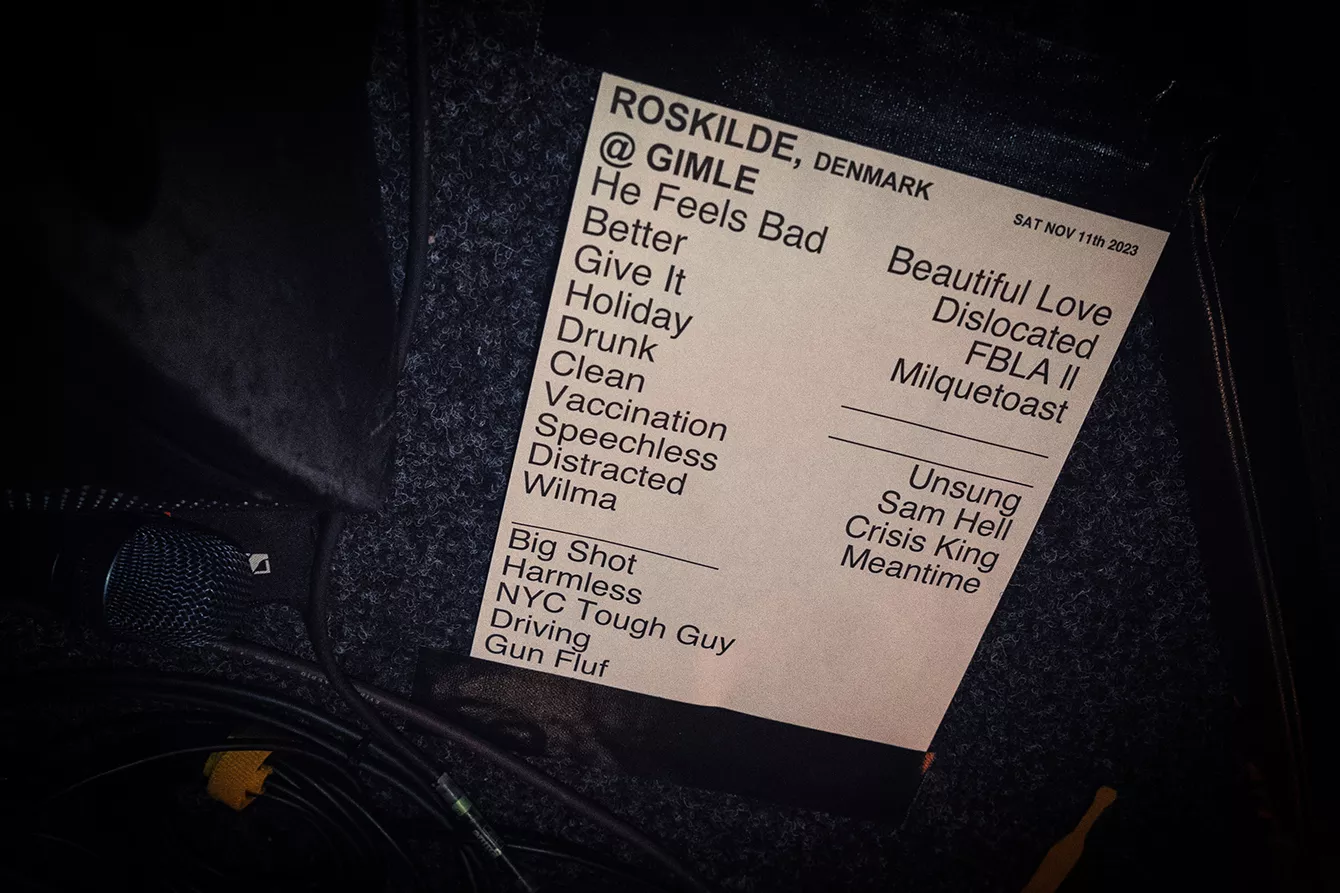 ROSKILDE, DENMARK
@ GIMLE
SAT NOV 11th 2023
He Feels Bad
Better
Give It
Holiday
Drunk
Clean
Vaccination
Speechless
Distracted
Wilma
Big Shot
Harmless
NYC Tough Guy
Driving
Gun Fluf
Beautiful Love
Dislocated
FBLA II
Milquetoast
Unsung
Sam Hell
Crisis King
Meantime